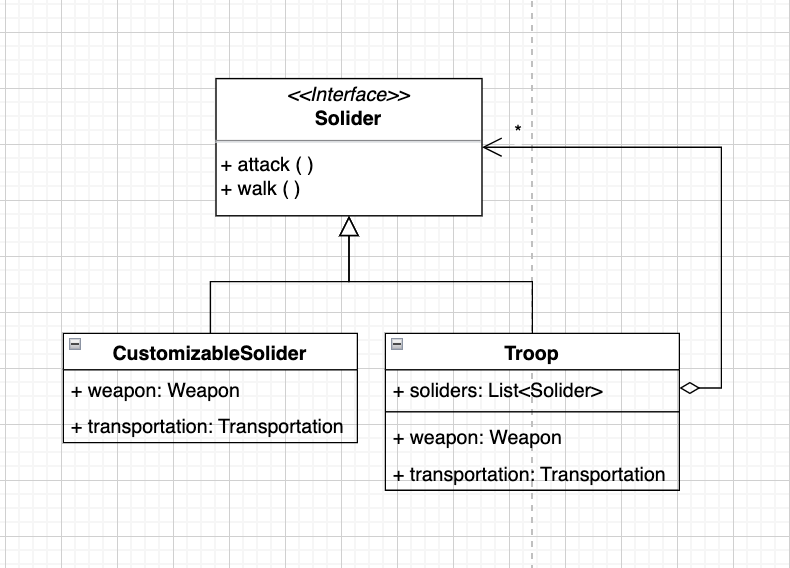 <<Interface>>
Solider
*
+ attack ( )
+ walk ( )
CustomizableSolider
+ weapon: Weapon
+ transportation: Transportation
Troop
+ soliders: List<Solider>
+ weapon: Weapon
+ transportation: Transportation